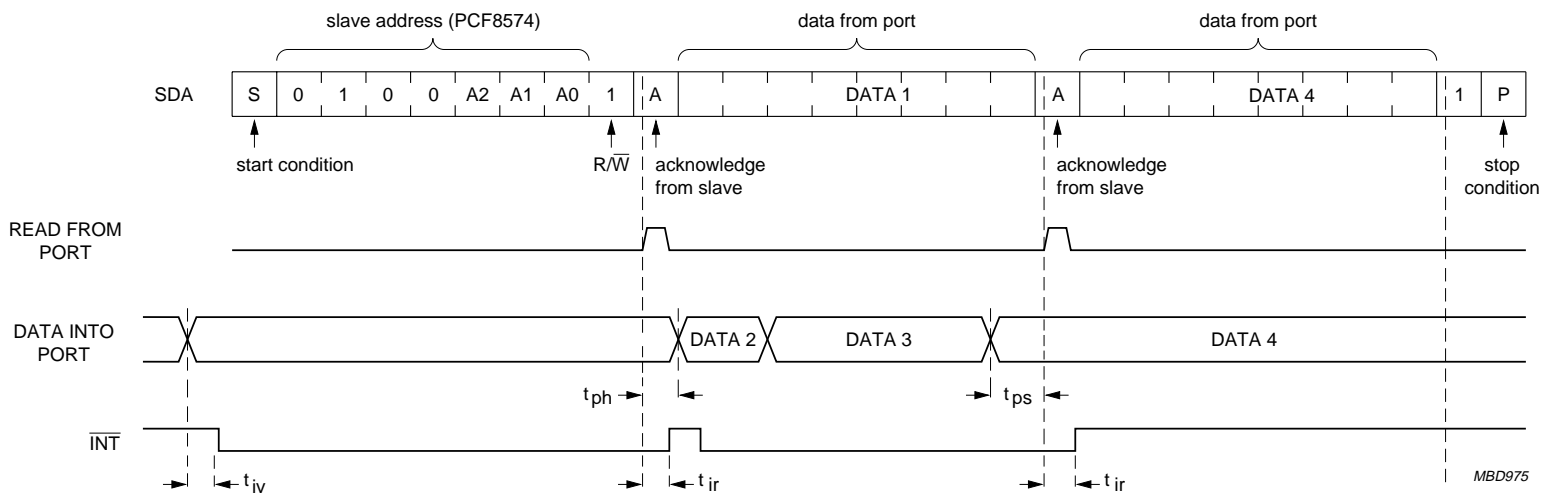 slave address (PCF8574)
data from port
data from port
SDA S 0 1 0 0 A2 A1 A0 1 A DATA 1 A DATA 4 1 P
start condition
R/W̅
acknowledge
from slave
acknowledge
from slave
stop
condition
READ FROM
PORT
DATA INTO
PORT
DATA 2
DATA 3
DATA 4
t ph
t ps
I̅N̅T̅
t iv
t ir
t ir
MBD975